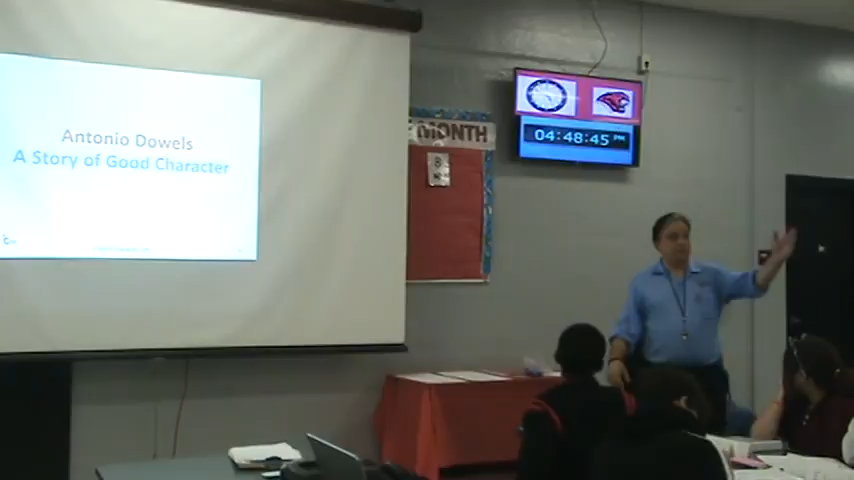 Antonio Dowels
A Story of Good Character
MONTH
04:48:45 PM